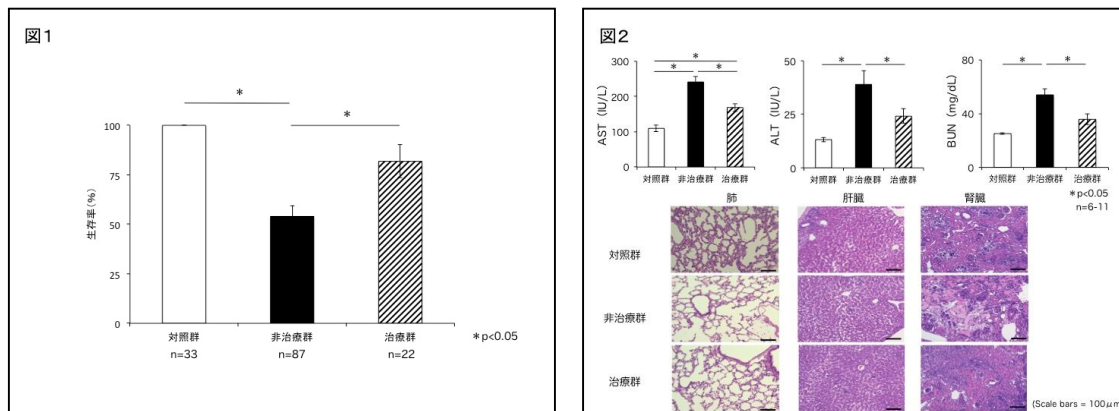 図1
*
*
100
75
50
25
0
生存率(%)
対照群
非治療群
治療群
n=33
n=87
n=22
*p<0.05
図2
*
* *
300
200
100
0
AST (IU/L)
対照群 非治療群 治療群
* *
50
25
0
ALT (IU/L)
対照群 非治療群 治療群
* *
80
40
0
BUN (mg/dL)
対照群 非治療群 治療群
*p<0.05
n=6-11
肺 肝臓 腎臓
対照群
非治療群
治療群
(Scale bars = 100μm